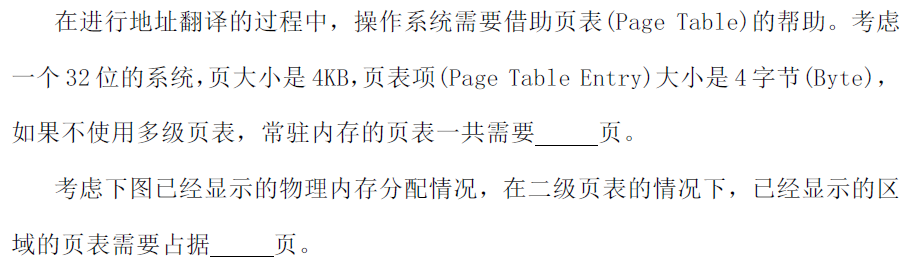 在进行地址翻译的过程中，操作系统需要借助页表(Page Table)的帮助。考虑
一个32位的系统,页大小是4KB,页表项(Page Table Entry)大小是4字节(Byte),
如果不使用多级页表，常驻内存的页表一共需要_____页。
考虑下图已经显示的物理内存分配情况，在二级页表的情况下，已经显示的区
域的页表需要占据_____页。